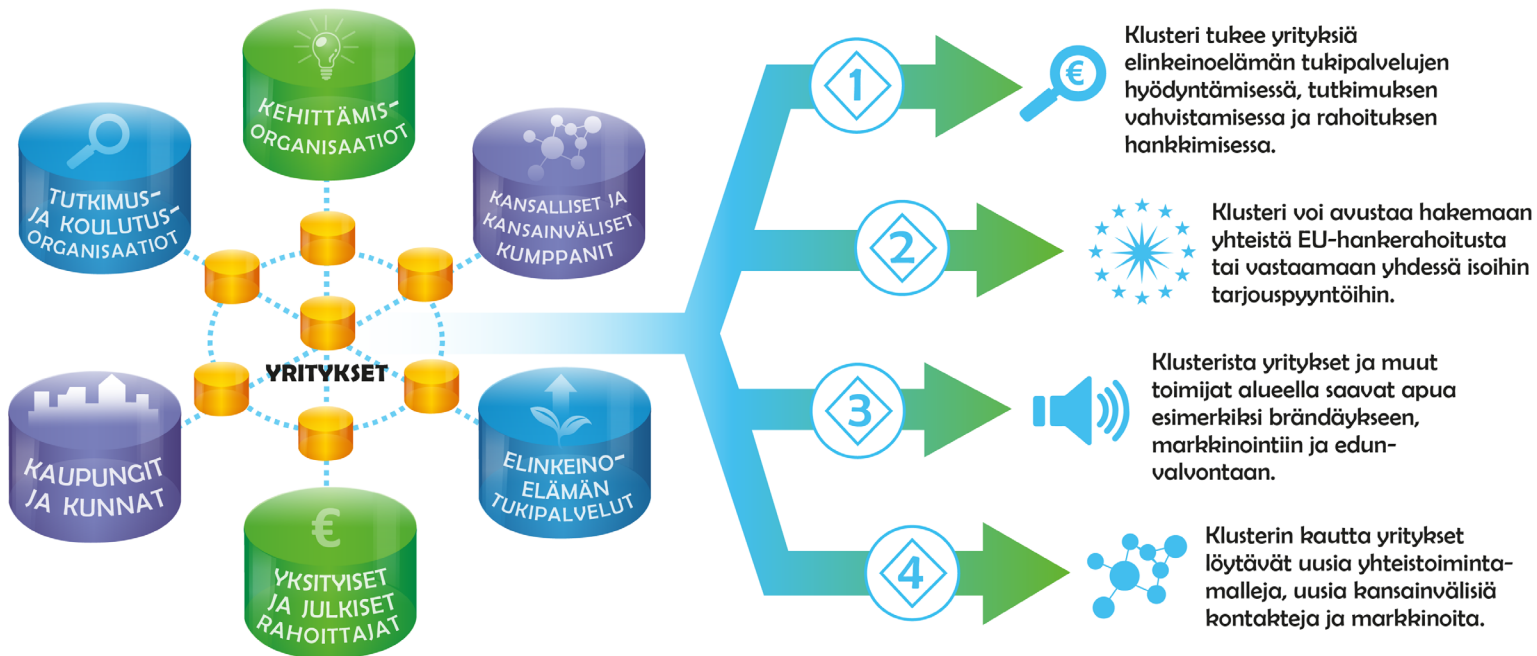 KEHITTÄMIS-
ORGANISAATIOT
TUTKIMUS-
JA KOULUTUS-
ORGANISAATIOT
KANSALLISET JA
KANSAINVÄLISET
KUMPPANIT
YRITYKSET
KAUPUNGIT
JA KUNNAT
ELINKEINO-
ELÄMÄN
TUKIPALVELUT
€
YKSITYISET
JA JULKISET
RAHOITTAJAT
1
€
Klusteri tukee yrityksiä
elinkeinoelämän tukipalvelujen
hyödyntämisessä, tutkimuksen
vahvistamisessa ja rahoituksen
hankkimisessa.
2
Klusteri voi avustaa hakemaan
yhteistä EU-hankerahoitusta
tai vastaamaan yhdessä isoihin
tarjouspyyntöihin.
3
Klusterista yritykset ja muut
toimijat alueella saavat apua
esimerkiksi brändäykseen,
markkinointiin ja edun-
valvontaan.
4
Klusterin kautta yritykset
löytävät uusia yhteistoiminta-
malleja, uusia kansainvälisiä
kontakteja ja markkinoita.